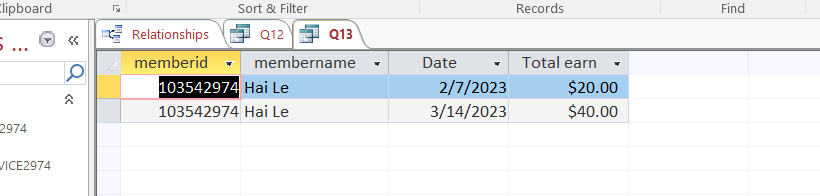 Clipboard Sort & Filter Records Find
S ... «
Relationships Q12 Q13
memberid membername Date Total earn
103542974 Hai Le 2/7/2023 $20.00
103542974 Hai Le 3/14/2023 $40.00
2974
VICE2974